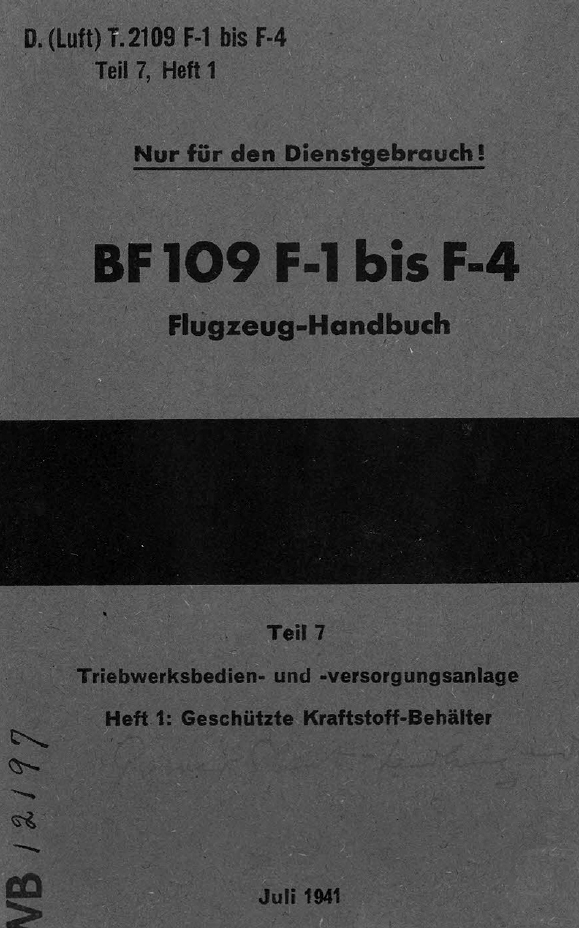 D. (Luft) T. 2109 F-1 bis F-4
Teil 7, Heft 1
Nur für den Dienstgebrauch!
BF 109 F-1 bis F-4
Flugzeug-Handbuch
Teil 7
Triebwerksbedien- und -versorgungsanlage
Heft 1: Geschützte Kraftstoff-Behälter
12197
Juli 1941